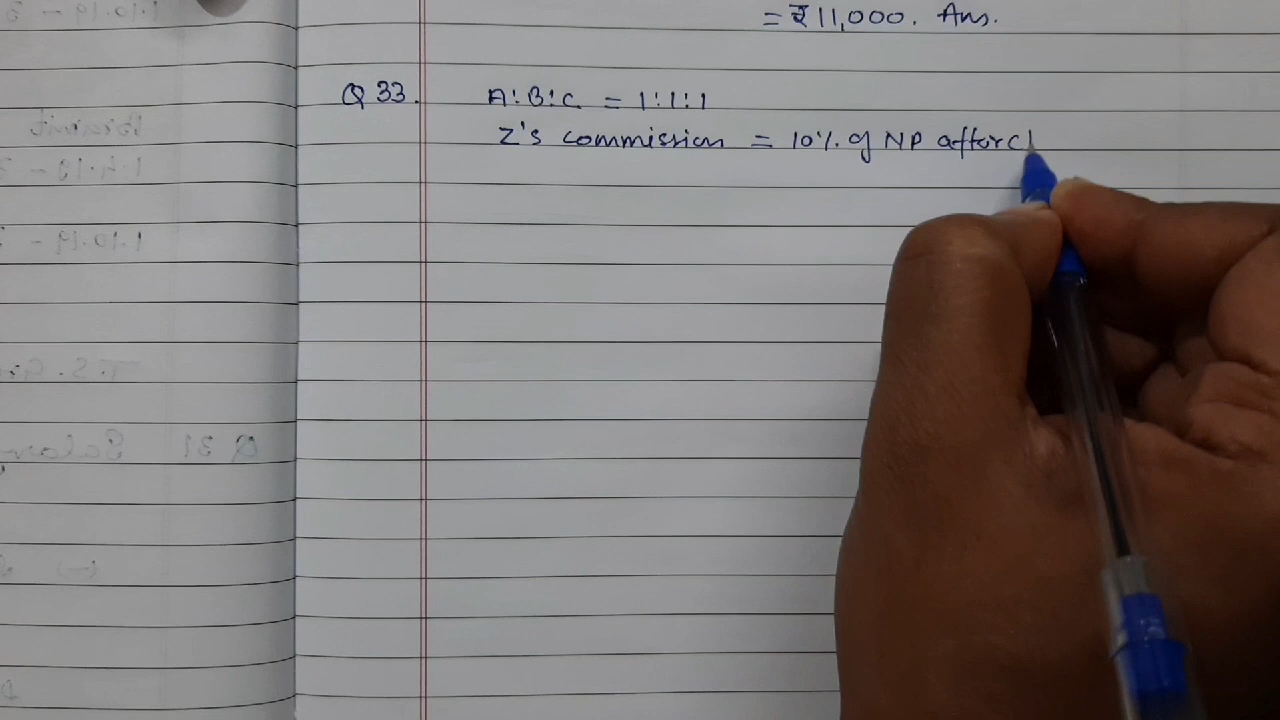 = ₹ 11,000. Ans.
Q 33. A:B:C = 1:1:1
Z's commission = 10% of NP after